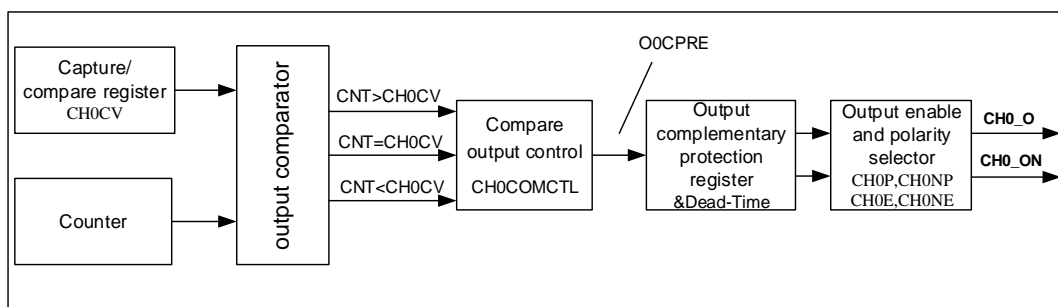 Capture/
compare register
CH0CV
Counter
output comparator
CNT>CH0CV
CNT=CH0CV
CNT<CH0CV
Compare
output control
CH0COMCTL
O0CPRE
Output
complementary
protection
register
&Dead-Time
Output enable
and polarity
selector
CH0P,CH0NP
CH0E,CH0NE
CH0_O
CH0_ON